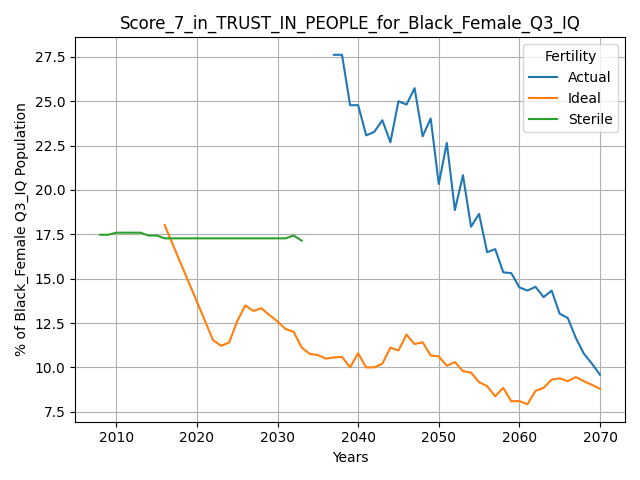 Score_7_in_TRUST_IN_PEOPLE_for_Black_Female_Q3_IQ
% of Black_Female Q3_IQ Population
27.5
25.0
22.5
20.0
17.5
15.0
12.5
10.0
7.5
Fertility
Actual
Ideal
Sterile
2010 2020 2030 2040 2050 2060 2070
Years